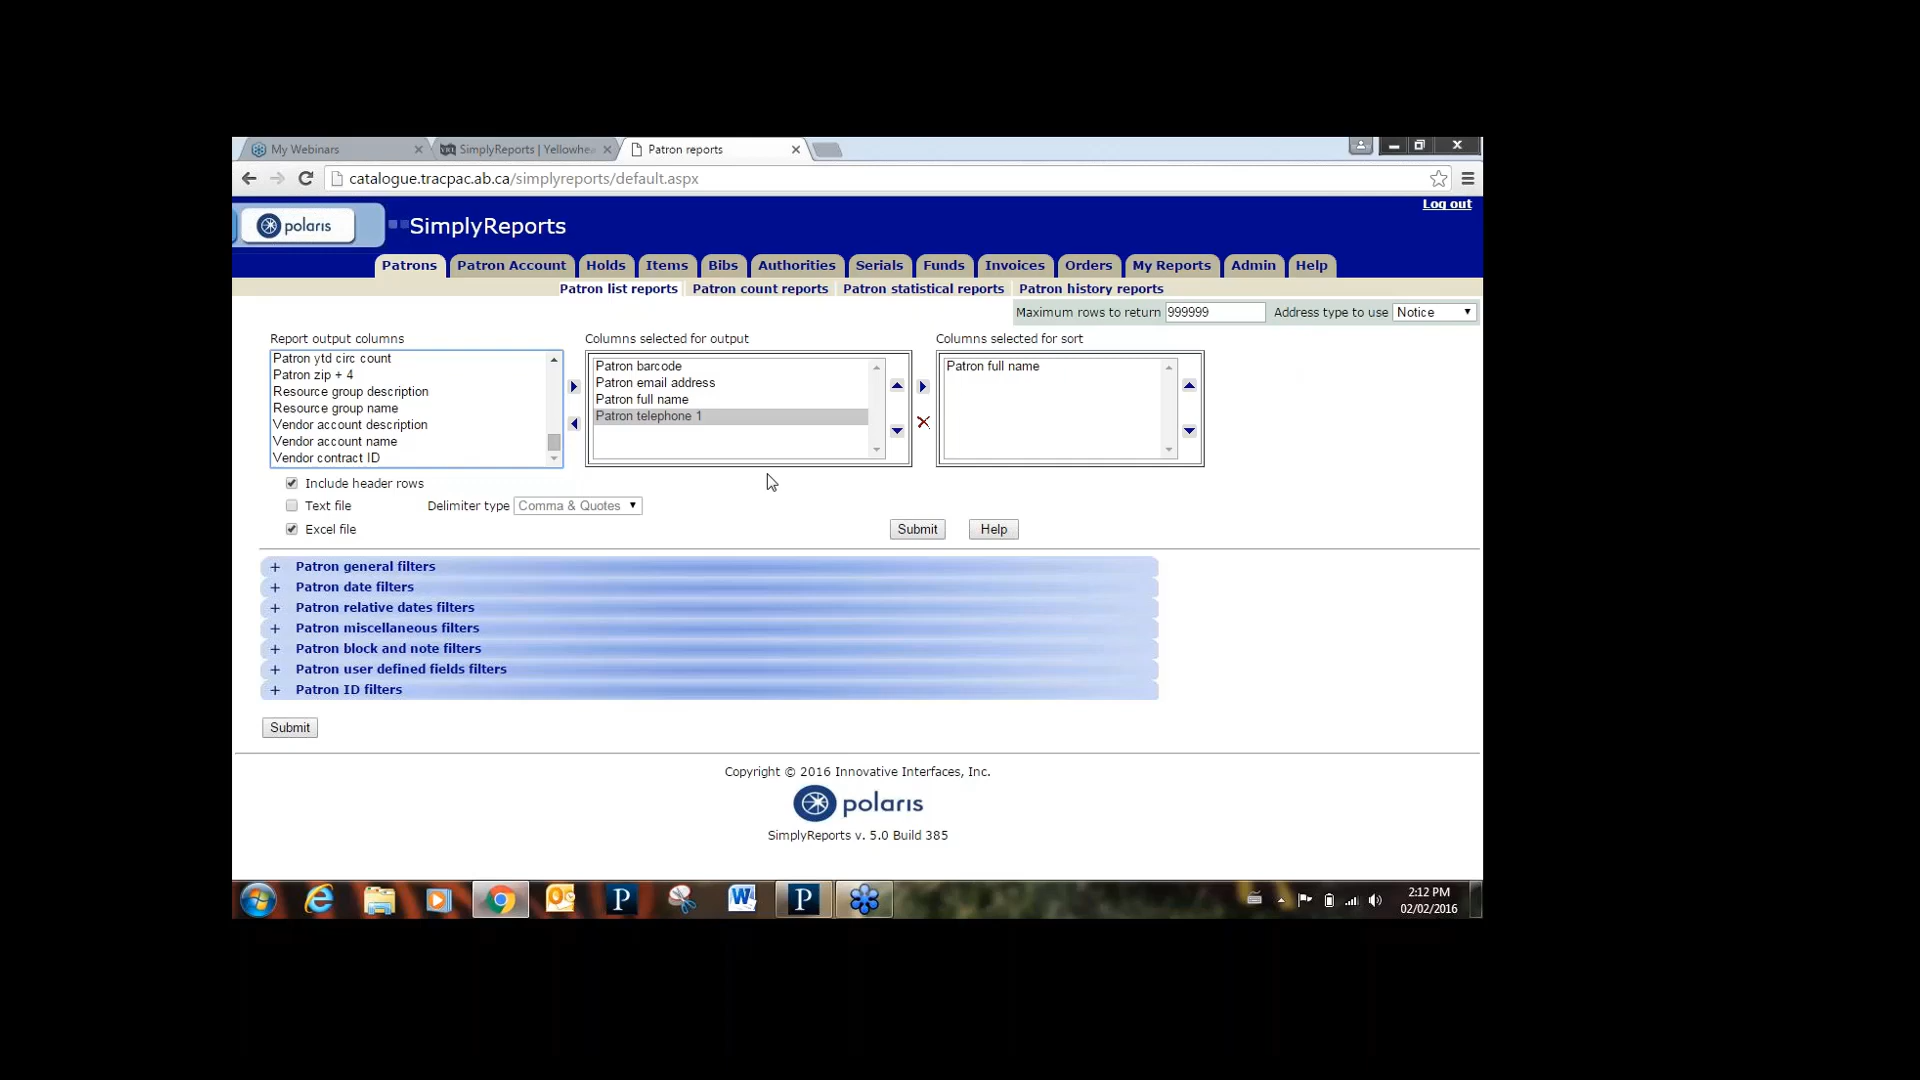 My Webinars
SimplyReports | Yellowhea
Patron reports
catalogue.tracpac.ab.ca/simplyreports/default.aspx
Log out
polaris
SimplyReports
Patrons Patron Account Holds Items Bibs Authorities Serials Funds Invoices Orders My Reports Admin Help
Patron list reports Patron count reports Patron statistical reports Patron history reports
Maximum rows to return 999999 Address type to use Notice
Report output columns
Patron ytd circ count
Patron zip + 4
Resource group description
Resource group name
Vendor account description
Vendor account name
Vendor contract ID
Columns selected for output
Patron barcode
Patron email address
Patron full name
Patron telephone 1
Columns selected for sort
Patron full name
Include header rows
Text file Delimiter type Comma & Quotes
Excel file
Submit Help
+ Patron general filters
+ Patron date filters
+ Patron relative dates filters
+ Patron miscellaneous filters
+ Patron block and note filters
+ Patron user defined fields filters
+ Patron ID filters
Submit
Copyright © 2016 Innovative Interfaces, Inc.
polaris
SimplyReports v. 5.0 Build 385
2:12 PM
02/02/2016